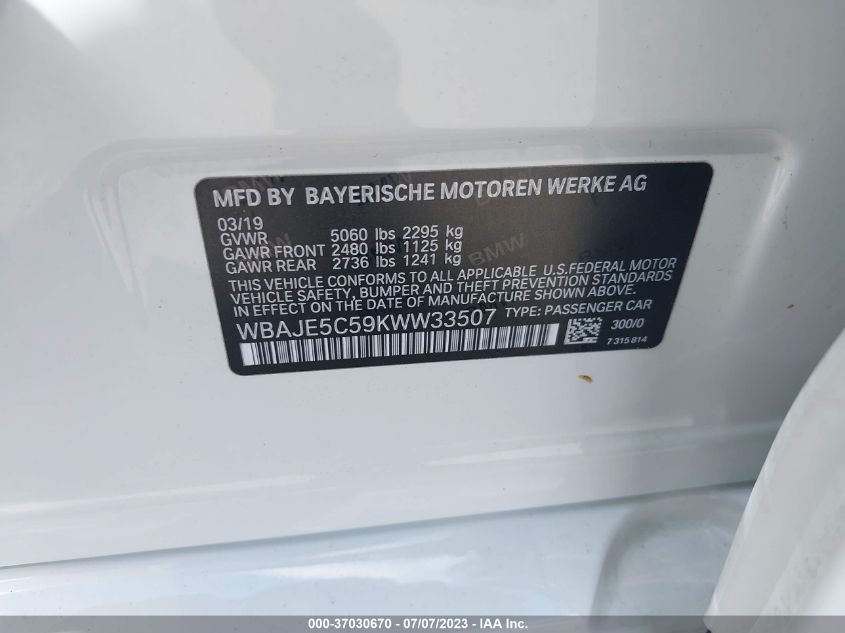 MFD BY BAYERISCHE MOTOREN WERKE AG
03/19
GVWR 5060 lbs 2295 kg
GAWR FRONT 2480 lbs 1125 kg
GAWR REAR 2736 lbs 1241 kg
THIS VEHICLE CONFORMS TO ALL APPLICABLE U.S.FEDERAL MOTOR
VEHICLE SAFETY, BUMPER AND THEFT PREVENTION STANDARDS
IN EFFECT ON THE DATE OF MANUFACTURE SHOWN ABOVE.
WBAJE5C59KWW33507 TYPE: PASSENGER CAR
300/0
7 315 814
BMW
000-37030670 - 07/07/2023 - IAA Inc.